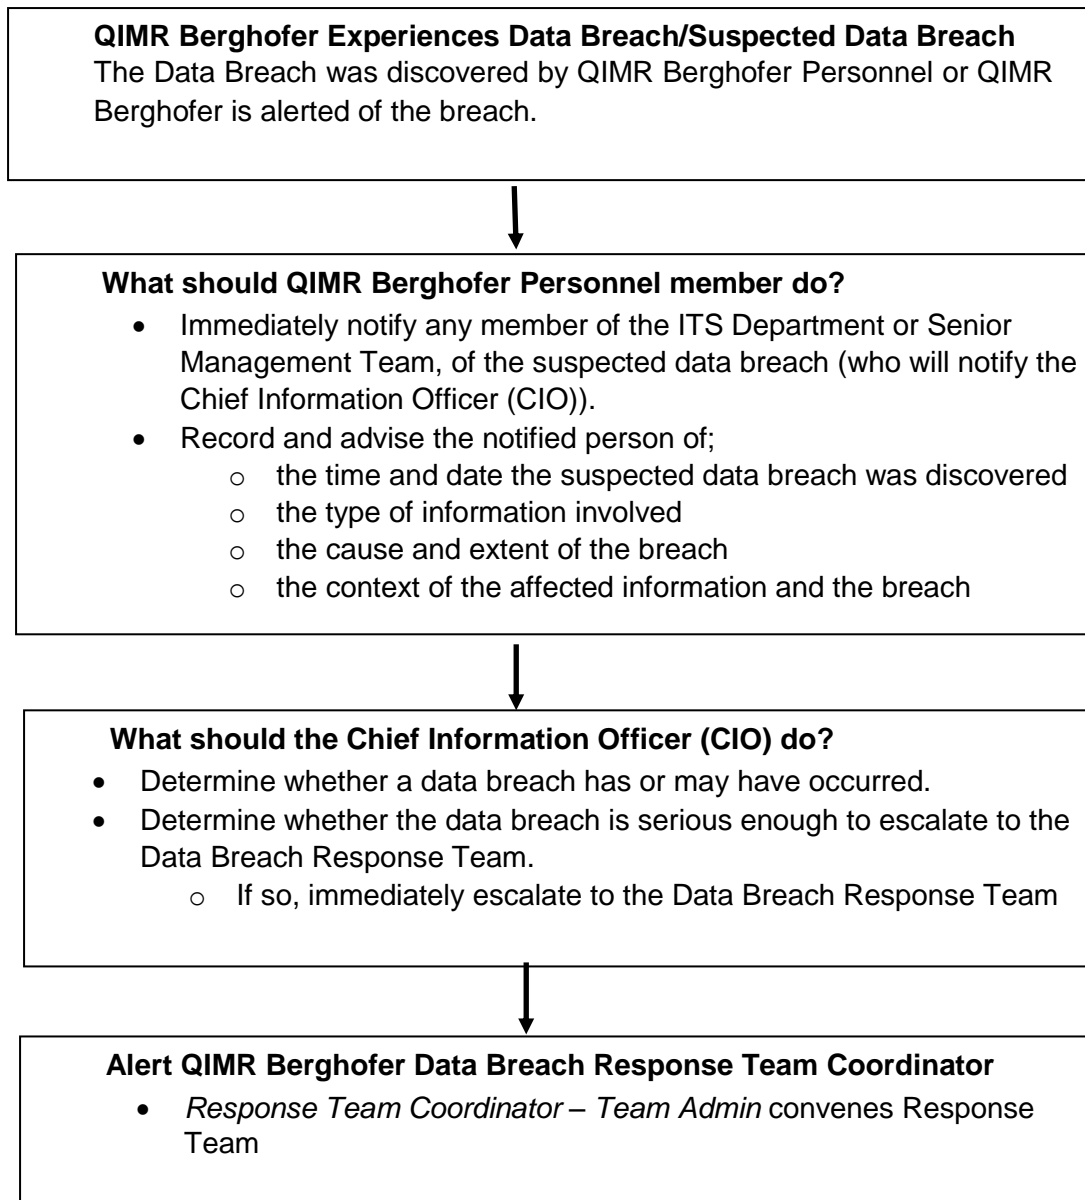 QIMR Berghofer Experiences Data Breach/Suspected Data Breach
The Data Breach was discovered by QIMR Berghofer Personnel or QIMR
Berghofer is alerted of the breach.
What should QIMR Berghofer Personnel member do?
• Immediately notify any member of the ITS Department or Senior
Management Team, of the suspected data breach (who will notify the
Chief Information Officer (CIO)).
• Record and advise the notified person of;
o the time and date the suspected data breach was discovered
o the type of information involved
o the cause and extent of the breach
o the context of the affected information and the breach
What should the Chief Information Officer (CIO) do?
• Determine whether a data breach has or may have occurred.
• Determine whether the data breach is serious enough to escalate to the
Data Breach Response Team.
o If so, immediately escalate to the Data Breach Response Team
Alert QIMR Berghofer Data Breach Response Team Coordinator
• Response Team Coordinator – Team Admin convenes Response
Team